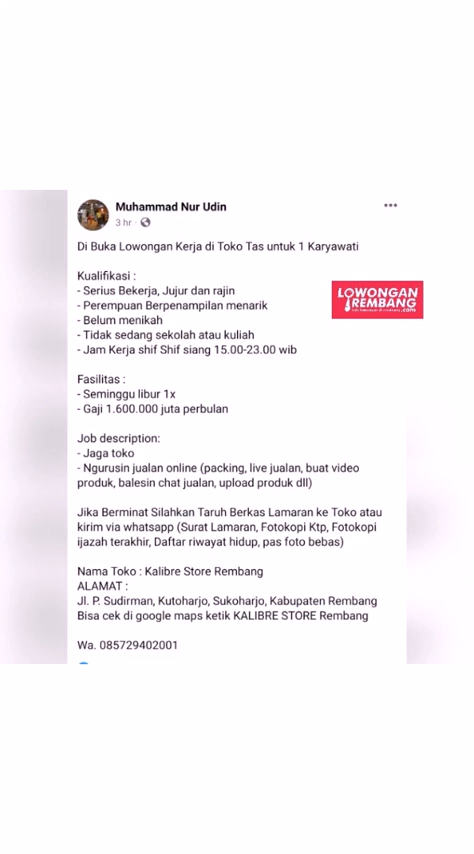 Muhammad Nur Udin
3 hr ·
Di Buka Lowongan Kerja di Toko Tas untuk 1 Karyawati
Kualifikasi :
- Serius Bekerja, Jujur dan rajin
- Perempuan Berpenampilan menarik
- Belum menikah
- Tidak sedang sekolah atau kuliah
- Jam Kerja shif Shif siang 15.00-23.00 wib
LOWONGAN
REMBANG
.com
Fasilitas :
- Seminggu libur 1x
- Gaji 1.600.000 juta perbulan
Job description:
- Jaga toko
- Ngurusin jualan online (packing, live jualan, buat video
produk, balesin chat jualan, upload produk dll)
Jika Berminat Silahkan Taruh Berkas Lamaran ke Toko atau
kirim via whatsapp (Surat Lamaran, Fotokopi Ktp, Fotokopi
ijazah terakhir, Daftar riwayat hidup, pas foto bebas)
Nama Toko : Kalibre Store Rembang
ALAMAT :
Jl. P. Sudirman, Kutoharjo, Sukoharjo, Kabupaten Rembang
Bisa cek di google maps ketik KALIBRE STORE Rembang
Wa. 085729402001